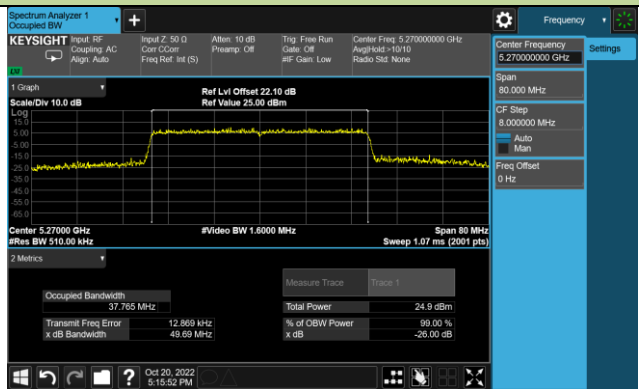 Spectrum Analyzer 1
Occupied BW
+
Frequency
KEYSIGHT
Input: RF
Coupling: AC
Align: Auto
Input Z: 50 Ω
Corr CCorr
Freq Ref: Int (S)
Atten: 10 dB
Preamp: Off
Trig: Free Run
Gate: Off
#IF Gain: Low
Center Freq: 5.270000000 GHz
Avg|Hold:>10/10
Radio Std: None
Center Frequency
5.270000000 GHz
Settings
Span
80.000 MHz
CF Step
8.000000 MHz
Auto
Man
Freq Offset
0 Hz
1 Graph
Scale/Div 10.0 dB
Ref Lvl Offset 22.10 dB
Ref Value 25.00 dBm
Log
15.0
5.00
-5.00
-15.0
-25.0
-35.0
-45.0
-55.0
-65.0
Center 5.27000 GHz
#Res BW 510.00 kHz
#Video BW 1.6000 MHz
Span 80 MHz
Sweep 1.07 ms (2001 pts)
2 Metrics
Measure Trace
Trace 1
Occupied Bandwidth
37.765 MHz
Total Power
24.9 dBm
Transmit Freq Error
12.869 kHz
% of OBW Power
99.00 %
x dB Bandwidth
49.69 MHz
x dB
-26.00 dB
?
Oct 20, 2022
5:15:52 PM